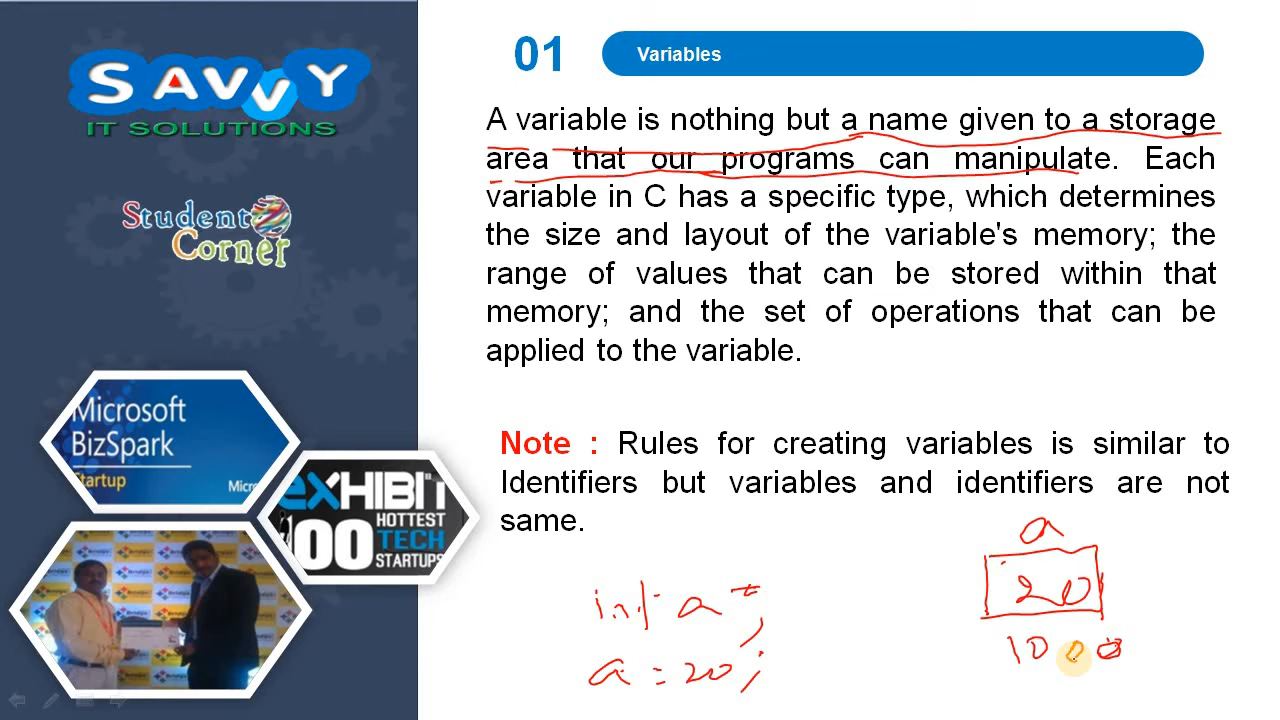 SAVVY
IT SOLUTIONS
Student
Corner
Microsoft
BizSpark
Startup
Micros
eXHIBIT
100 HOTTEST
TECH
STARTUPS
01 Variables
A variable is nothing but a name given to a storage
area that our programs can manipulate. Each
variable in C has a specific type, which determines
the size and layout of the variable's memory; the
range of values that can be stored within that
memory; and the set of operations that can be
applied to the variable.
Note : Rules for creating variables is similar to
Identifiers but variables and identifiers are not
same.
int a ;
a = 20;
a
20
1000